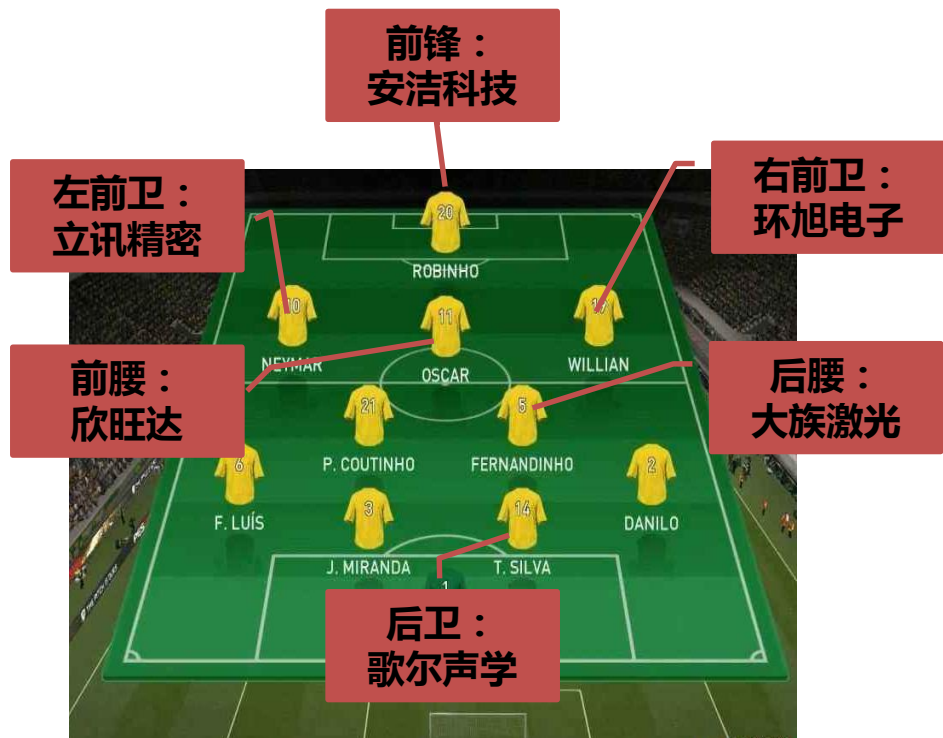 前锋：
安洁科技
左前卫：
立讯精密
右前卫：
环旭电子
20
ROBINHO
10
NEYMAR
11
OSCAR
19
WILLIAN
前腰：
欣旺达
后腰：
大族激光
21
P. COUTINHO
5
FERNANDINHO
6
F. LUÍS
2
DANILO
3
J. MIRANDA
14
T. SILVA
1
后卫：
歌尔声学